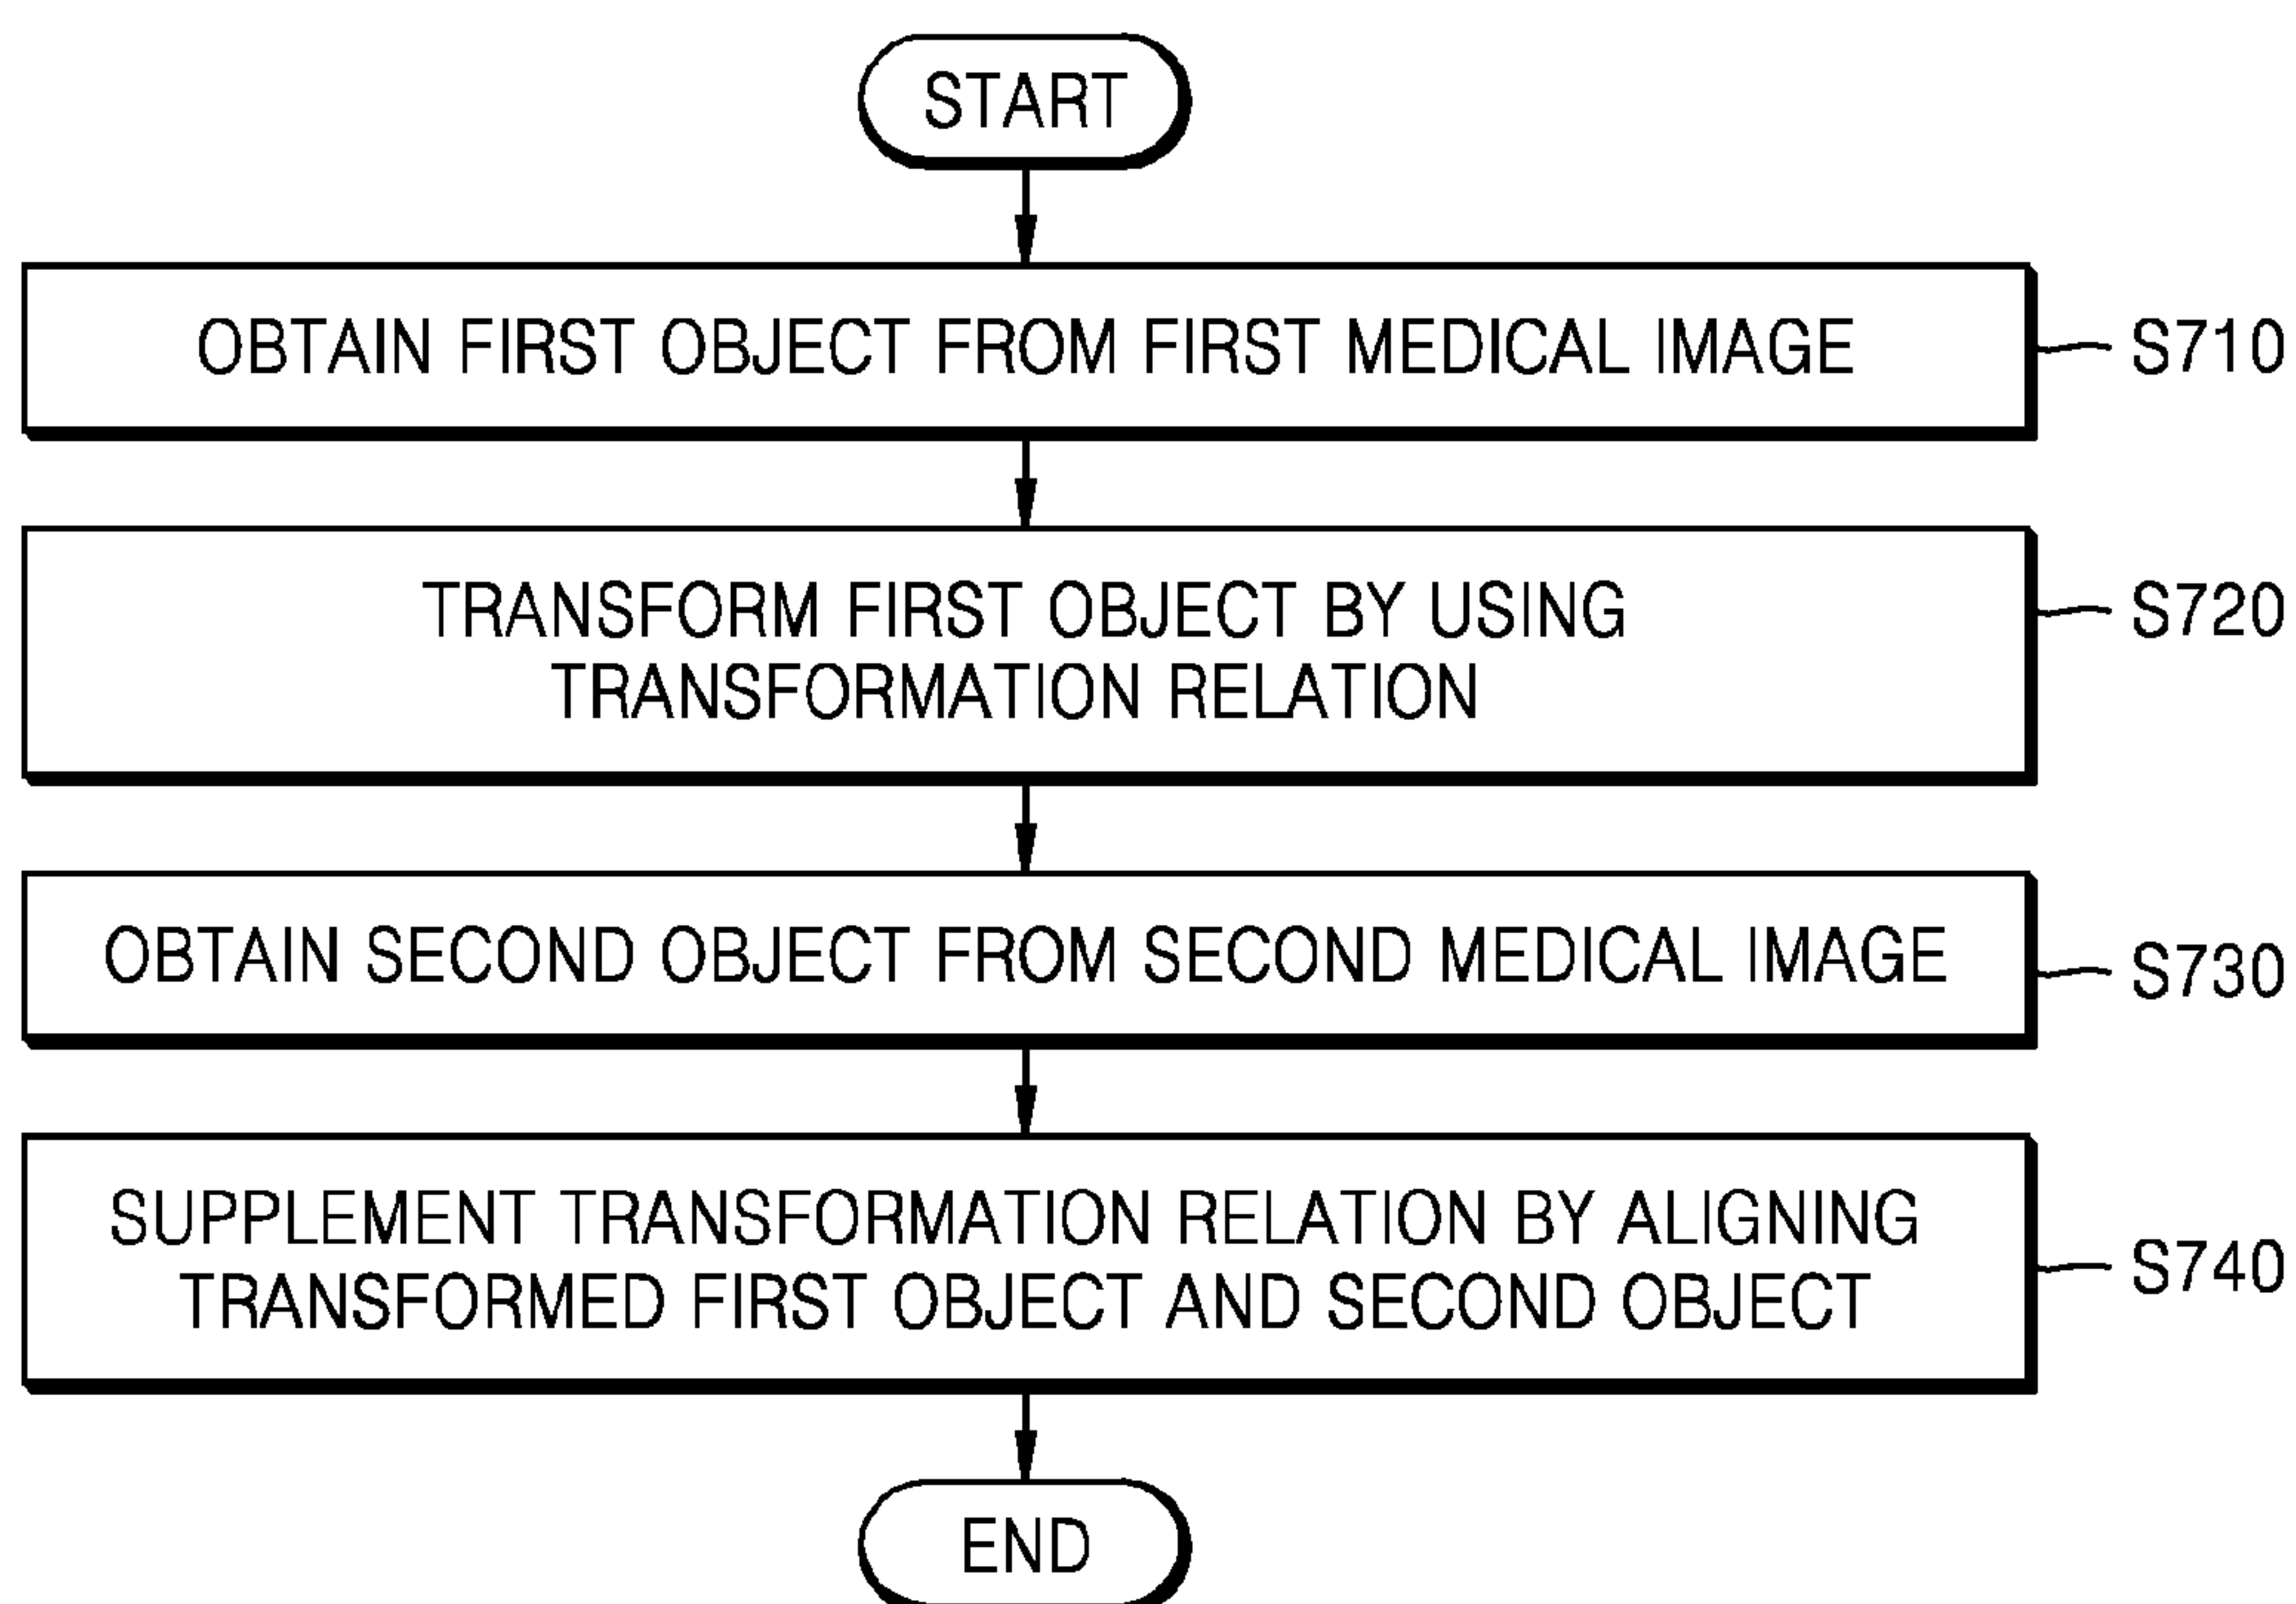 START
OBTAIN FIRST OBJECT FROM FIRST MEDICAL IMAGE
S710
TRANSFORM FIRST OBJECT BY USING
TRANSFORMATION RELATION
S720
OBTAIN SECOND OBJECT FROM SECOND MEDICAL IMAGE
S730
SUPPLEMENT TRANSFORMATION RELATION BY ALIGNING
TRANSFORMED FIRST OBJECT AND SECOND OBJECT
S740
END